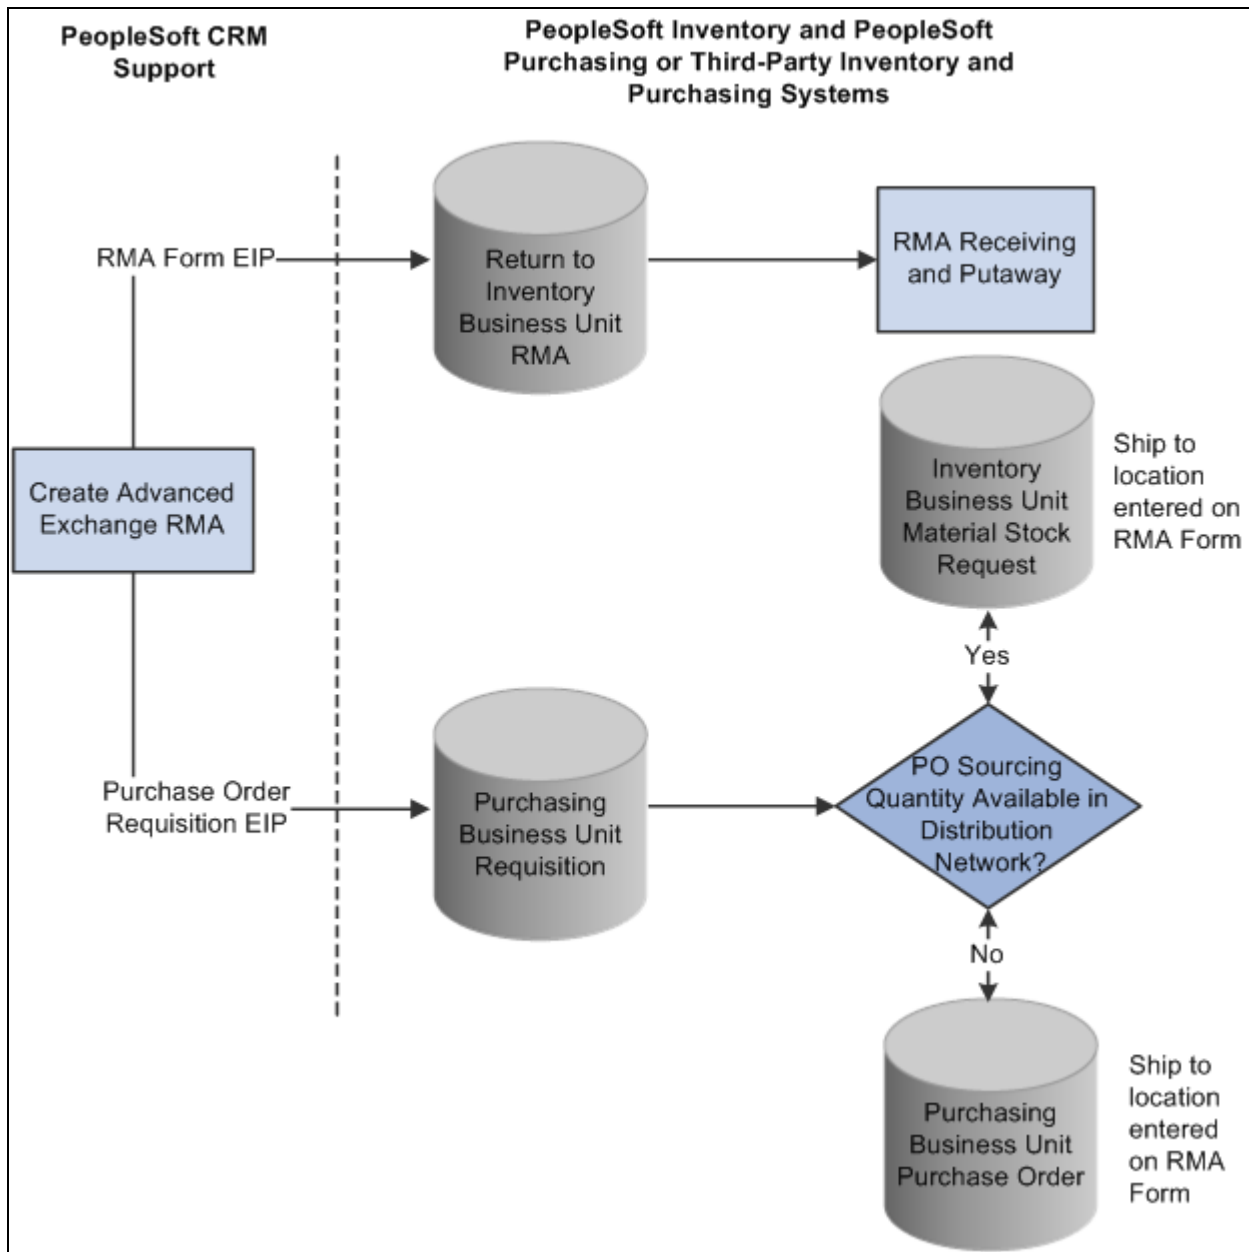 PeopleSoft CRM
Support
PeopleSoft Inventory and PeopleSoft
Purchasing or Third-Party Inventory and
Purchasing Systems
RMA Form EIP
Return to
Inventory
Business Unit
RMA
RMA Receiving
and Putaway
Create Advanced
Exchange RMA
Inventory
Business Unit
Material Stock
Request
Ship to
location
entered on
RMA Form
Yes
Purchase Order
Requisition EIP
Purchasing
Business Unit
Requisition
PO Sourcing
Quantity Available in
Distribution
Network?
No
Purchasing
Business Unit
Purchase Order
Ship to
location
entered
on RMA
Form